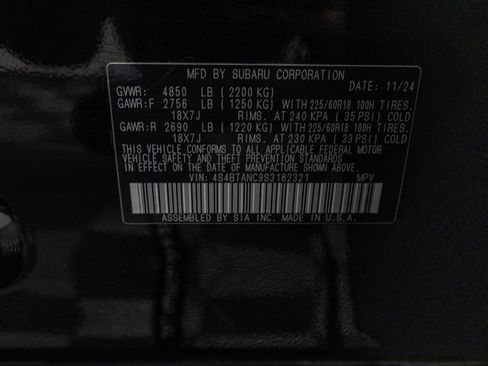 MFD BY SUBARU CORPORATION
DATE: 11/24
GVWR: 4850 LB (2200 KG)
GAWR:F 2756 LB (1250 KG) WITH 225/60R18 100H TIRES.
18X7J RIMS. AT 240 KPA (35 PSI) COLD
GAWR:R 2690 LB (1220 KG) WITH 225/60R18 100H TIRES.
18X7J RIMS. AT 230 KPA (33 PSI) COLD
THIS VEHICLE CONFORMS TO ALL APPLICABLE FEDERAL MOTOR
VEHICLE SAFETY AND THEFT PREVENTION STANDARDS
IN EFFECT ON THE DATE OF MANUFACTURE SHOWN ABOVE.
VIN: 4S4BTANC9S3182321 MPV
ASSEMBLED BY SIA INC. MADE IN U.S.A.